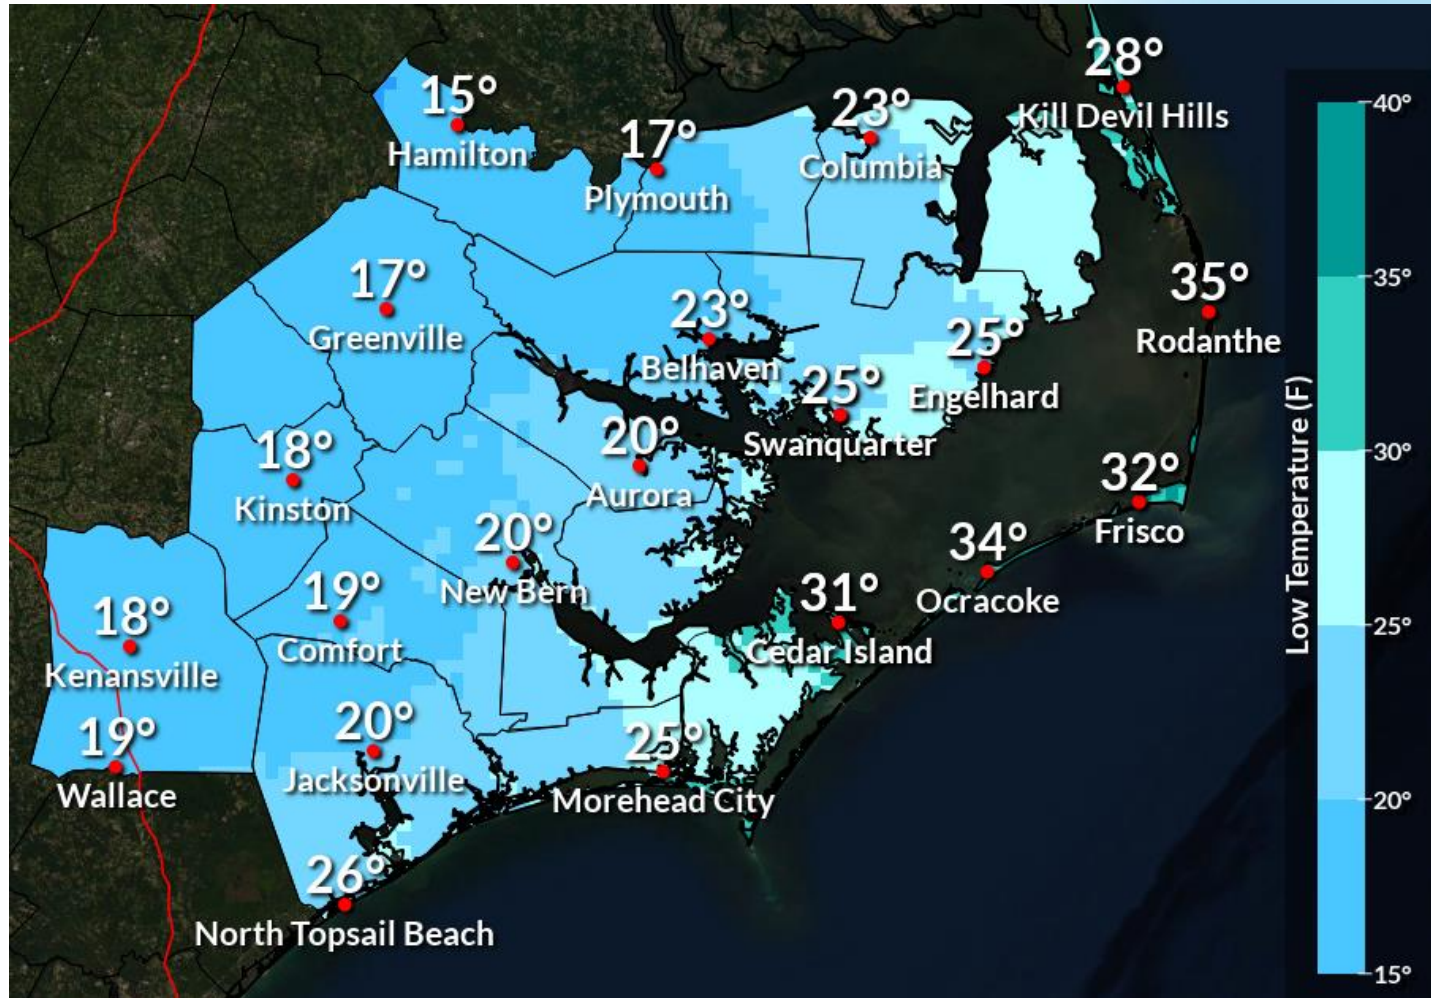 28°
Kill Devil Hills
15°
Hamilton
23°
Columbia
17°
Plymouth
17°
Greenville
35°
Rodanthe
23°
Belhaven
25°
Engelhard
25°
Swanquarter
20°
Aurora
18°
Kinston
32°
Frisco
20°
New Bern
34°
Ocracoke
19°
Comfort
31°
Cedar Island
18°
Kenansville
19°
Wallace
20°
Jacksonville
25°
Morehead City
26°
North Topsail Beach
40°
35°
30°
25°
20°
15°
Low Temperature (F)